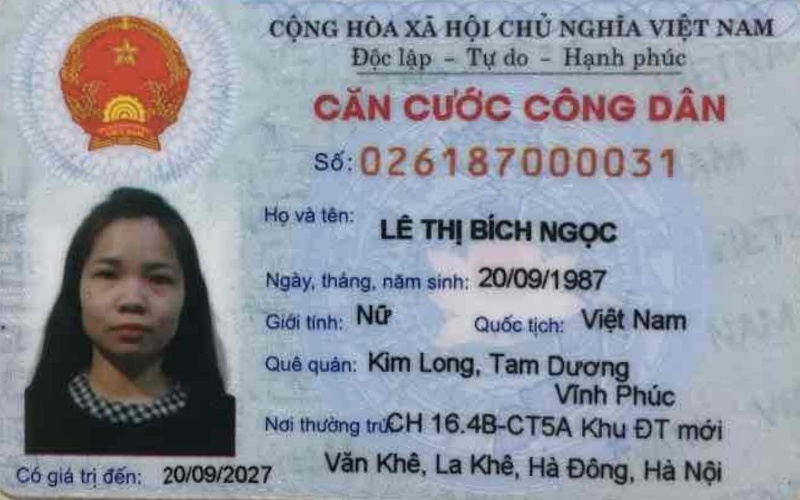 CỘNG HÒA XÃ HỘI CHỦ NGHĨA VIỆT NAM
Độc lập - Tự do - Hạnh phúc
CĂN CƯỚC CÔNG DÂN
Số: 026187000031
Họ và tên: LÊ THỊ BÍCH NGỌC
Ngày, tháng, năm sinh: 20/09/1987
Giới tính: Nữ Quốc tịch: Việt Nam
Quê quán: Kim Long, Tam Dương
Vĩnh Phúc
Nơi thường trú CH 16.4B-CT5A Khu ĐT mới
Văn Khê, La Khê, Hà Đông, Hà Nội
Có giá trị đến: 20/09/2027